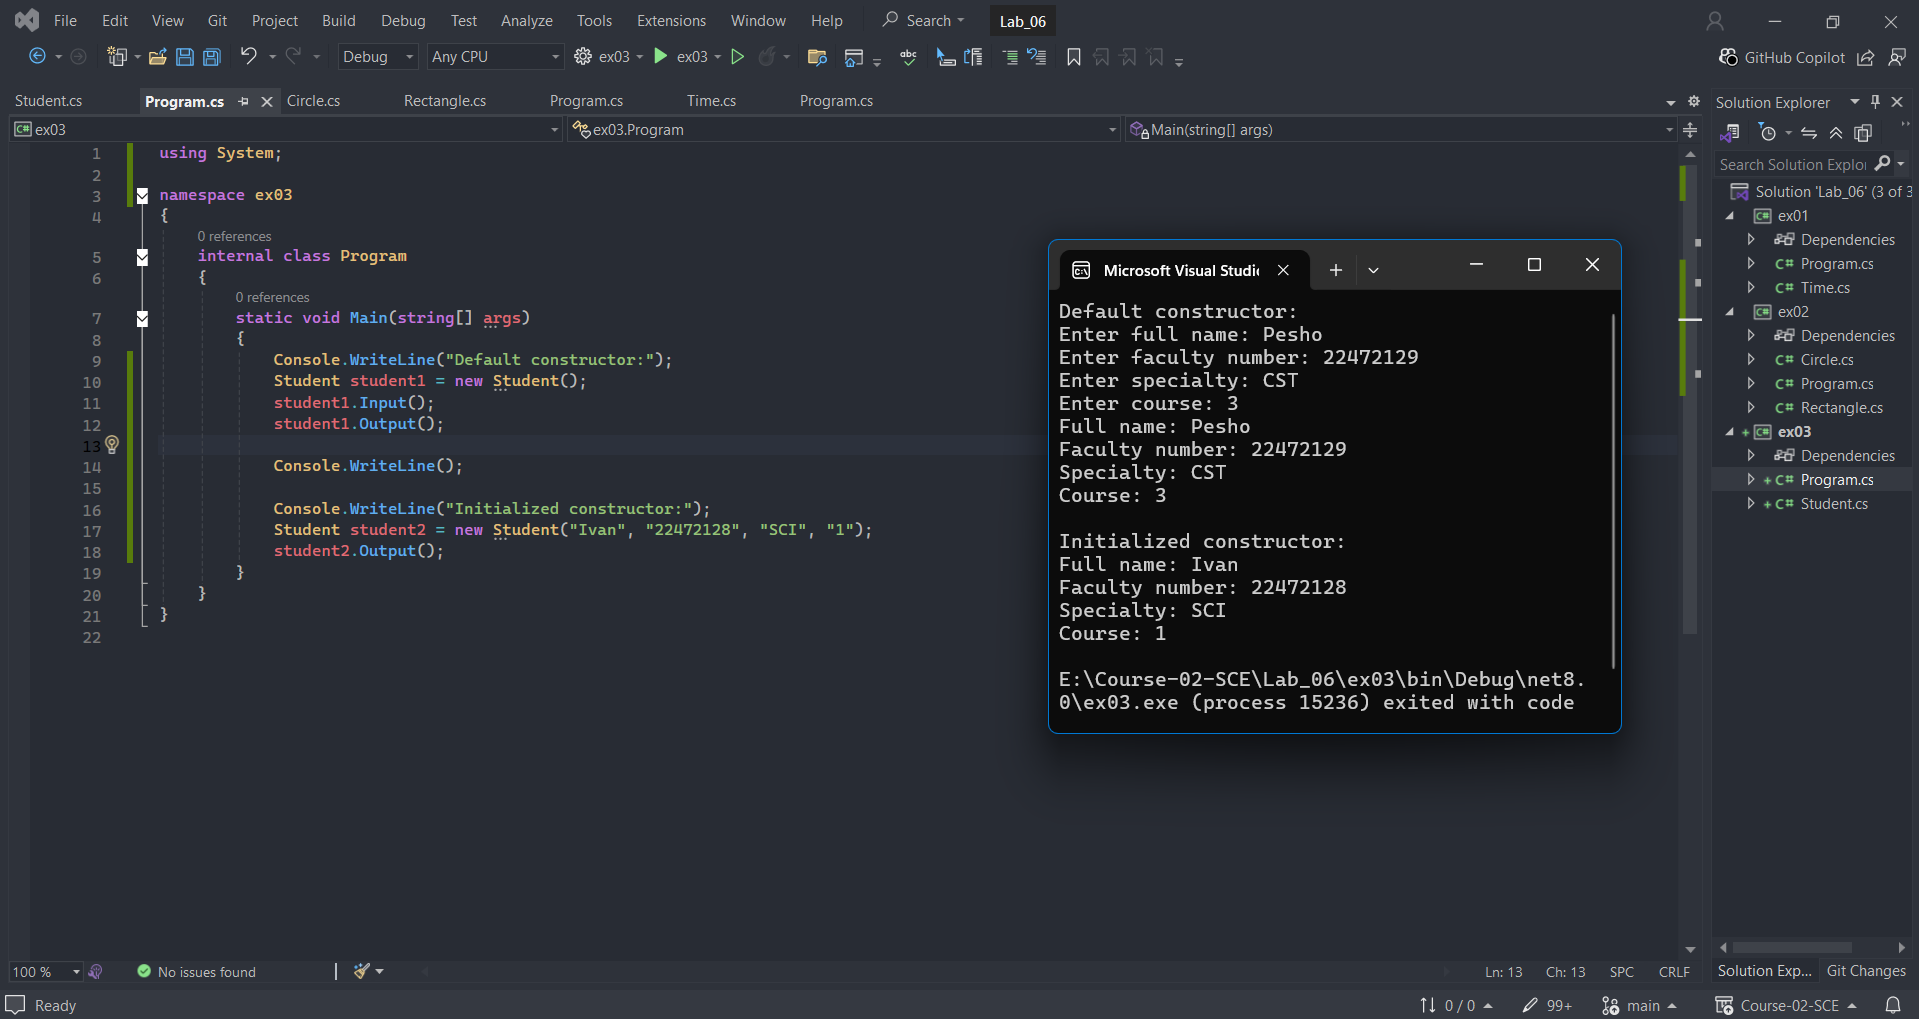 File Edit View Git Project Build Debug Test Analyze Tools Extensions Window Help Search Lab_06
Debug Any CPU ex03 ex03 abc GitHub Copilot
Student.cs Program.cs Circle.cs Rectangle.cs Program.cs Time.cs Program.cs
C# ex03 ex03.Program Main(string[] args)
1 using System;
2
3 namespace ex03
4 {
0 references
5 internal class Program
6 {
0 references
7 static void Main(string[] args)
8 {
9 Console.WriteLine("Default constructor:");
10 Student student1 = new Student();
11 student1.Input();
12 student1.Output();
13
14 Console.WriteLine();
15
16 Console.WriteLine("Initialized constructor:");
17 Student student2 = new Student("Ivan", "22472128", "SCI", "1");
18 student2.Output();
19 }
20 }
21 }
22
Microsoft Visual Studi
Default constructor:
Enter full name: Pesho
Enter faculty number: 22472129
Enter specialty: CST
Enter course: 3
Full name: Pesho
Faculty number: 22472129
Specialty: CST
Course: 3
Initialized constructor:
Full name: Ivan
Faculty number: 22472128
Specialty: SCI
Course: 1
E:\Course-02-SCE\Lab_06\ex03\bin\Debug\net8.
0\ex03.exe (process 15236) exited with code
Solution Explorer
Search Solution Explo
Solution 'Lab_06' (3 of 3
C# ex01
Dependencies
C# Program.cs
C# Time.cs
C# ex02
Dependencies
C# Circle.cs
C# Program.cs
C# Rectangle.cs
+ C# ex03
Dependencies
+ C# Program.cs
+ C# Student.cs
Solution Exp... Git Changes
100 % No issues found Ln: 13 Ch: 13 SPC CRLF
Ready 0 / 0 99+ main Course-02-SCE